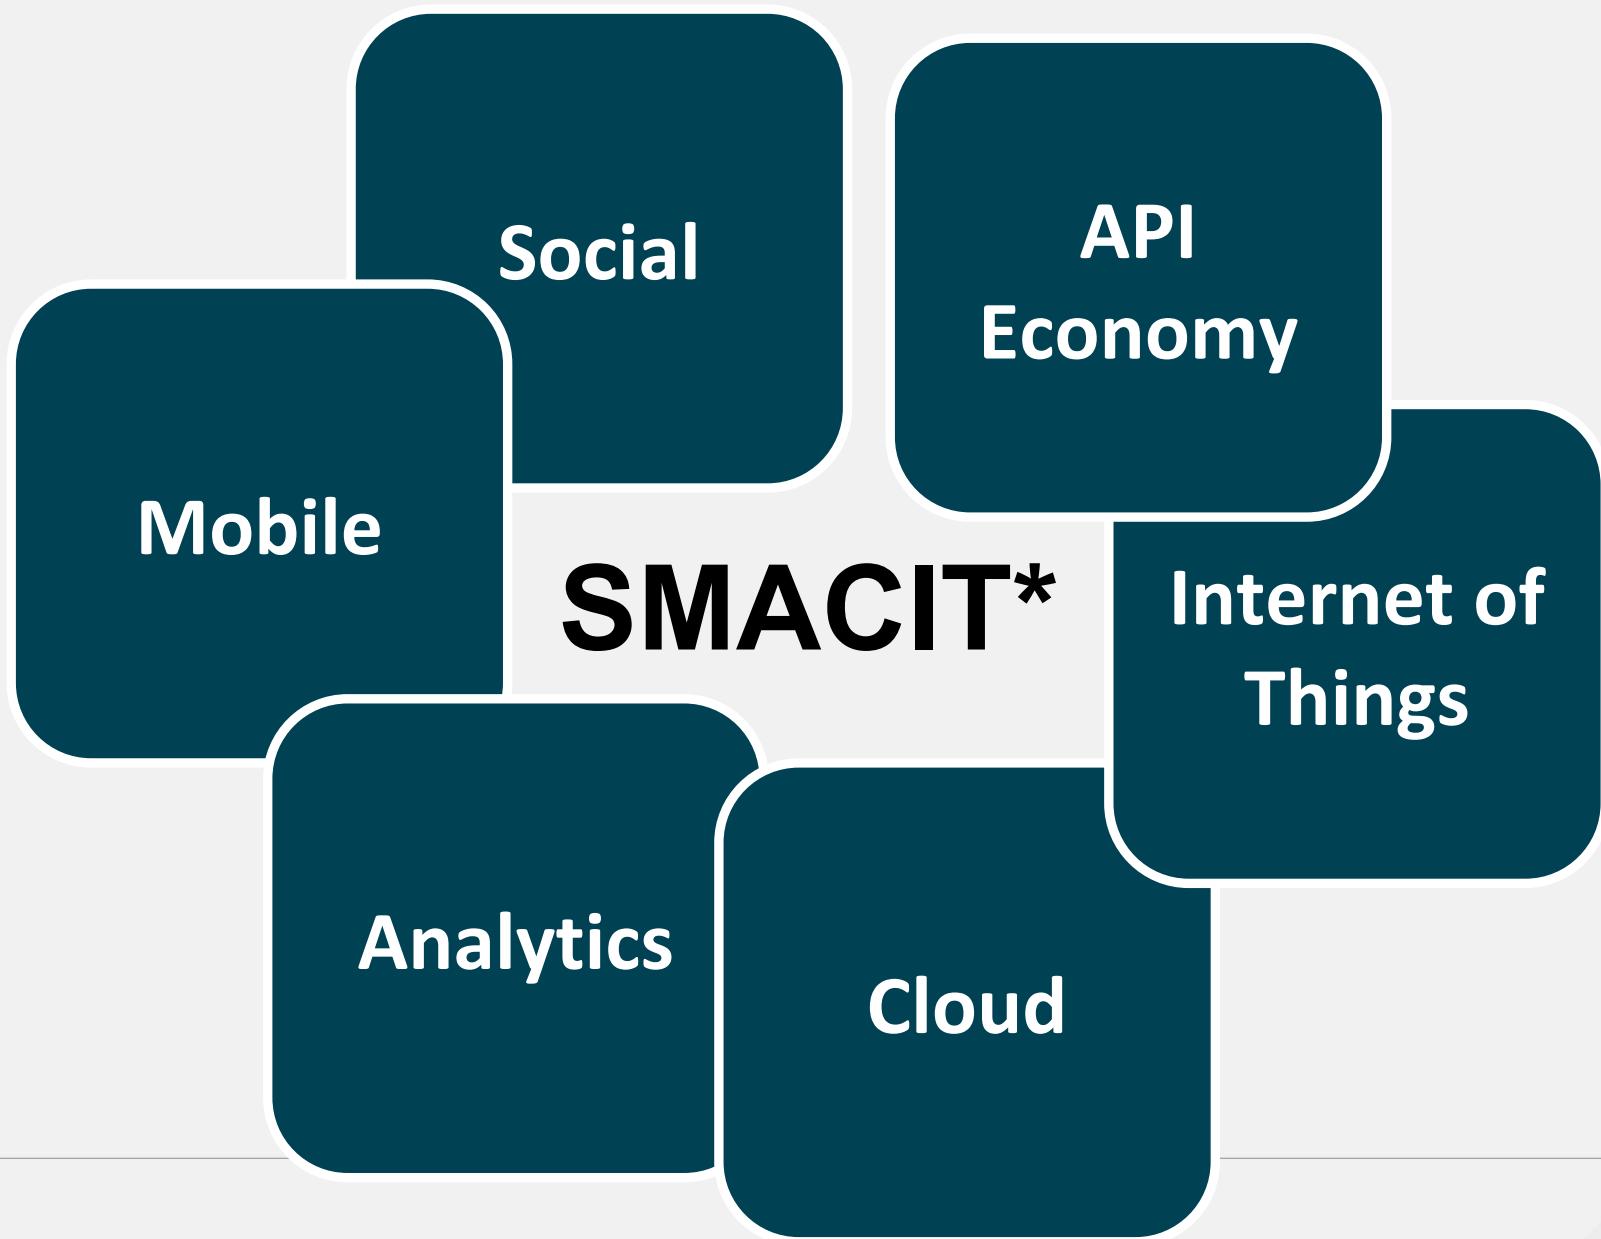 Social
API
Economy
Mobile
SMACIT*
Internet of
Things
Analytics
Cloud